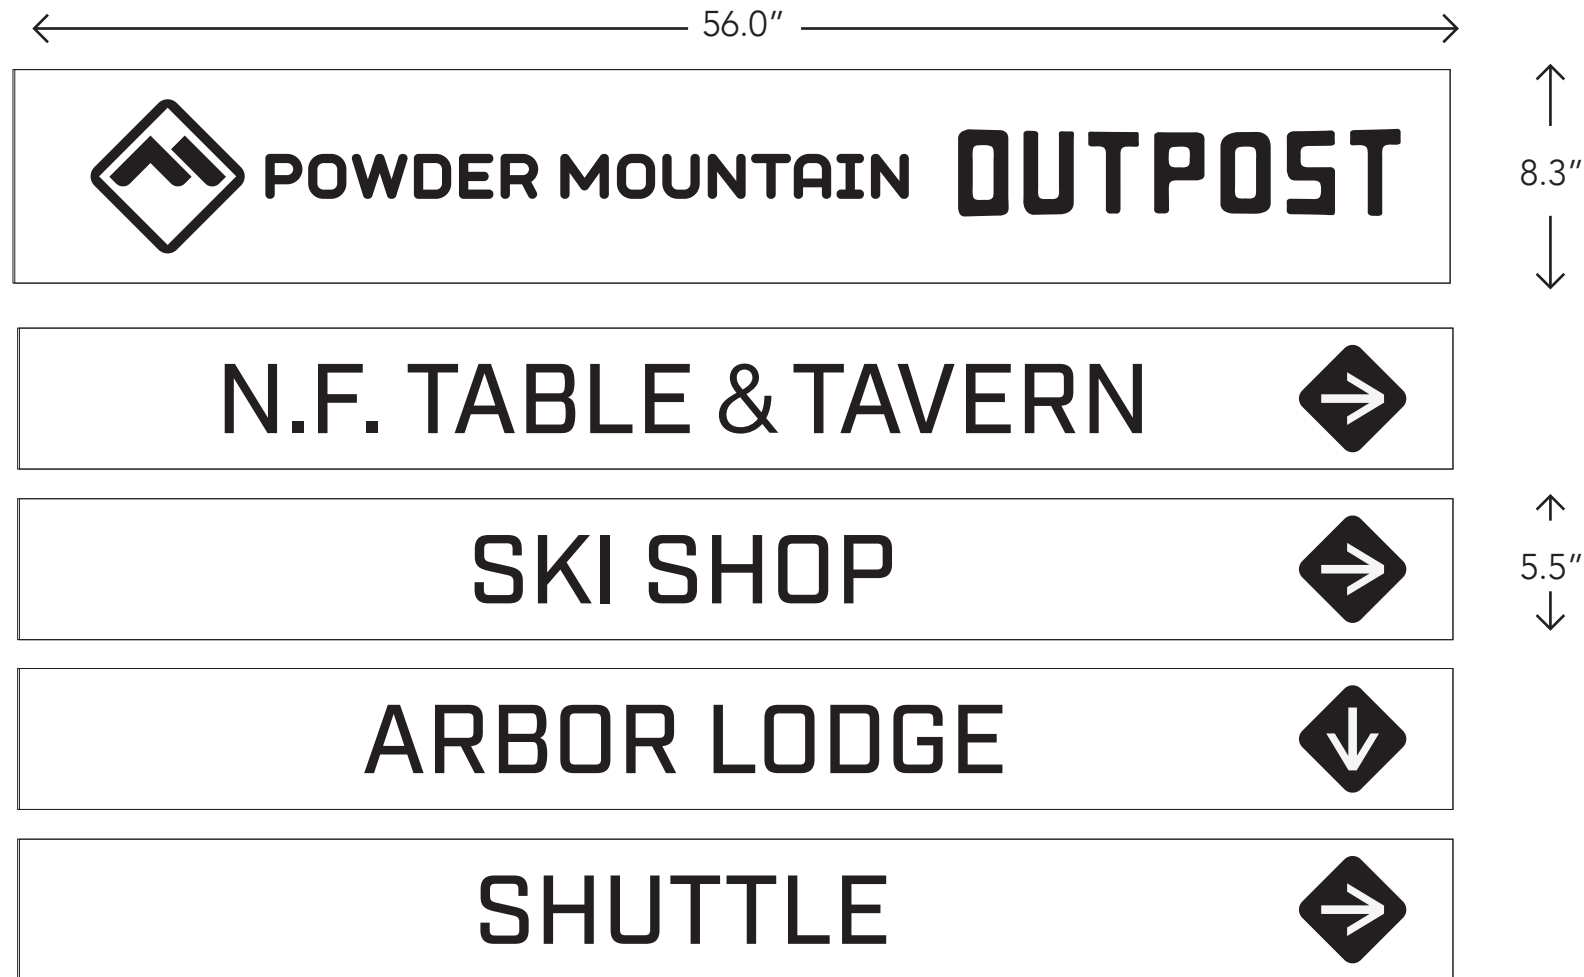 56.0"
POWDER MOUNTAIN OUTPOST
8.3"
N.F. TABLE & TAVERN
SKI SHOP
5.5"
ARBOR LODGE
SHUTTLE